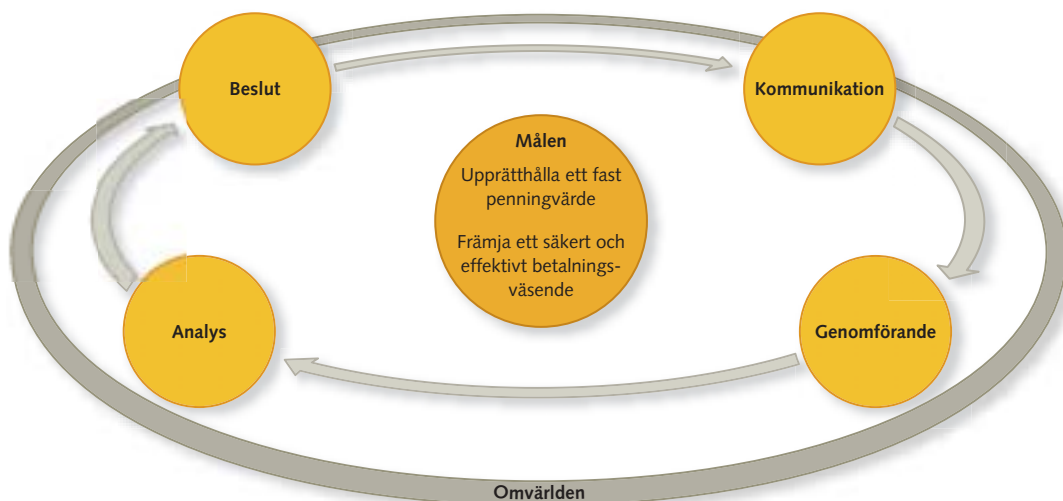 Beslut
Kommunikation
Målen
Upprätthålla ett fast
penningvärde
Främja ett säkert och
effektivt betalnings-
väsende
Analys
Genomförande
Omvärlden